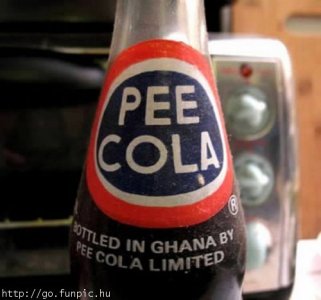 PEE
COLA
®
BOTTLED IN GHANA BY
PEE COLA LIMITED
http://go.funpic.hu